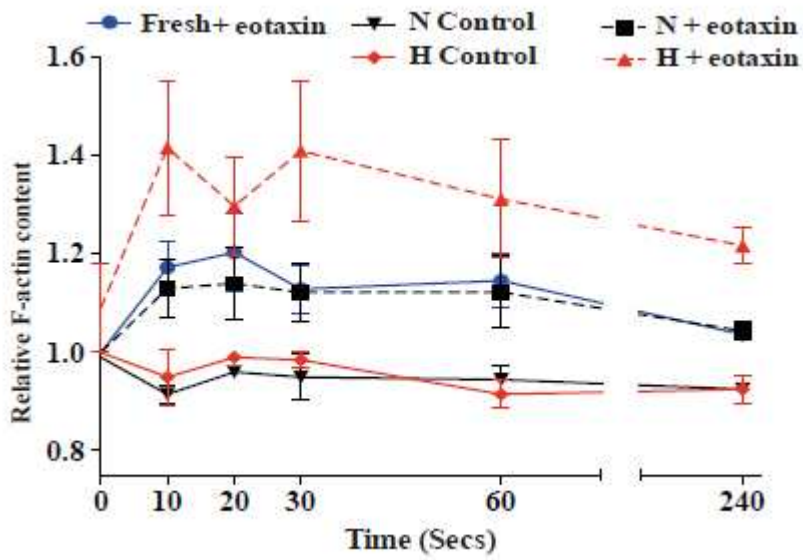 Fresh+ eotaxin N Control N + eotaxin
H Control H + eotaxin
1.6
1.4
1.2
1.0
0.8
Relative F-actin content
0 10 20 30 60 240
Time (Secs)